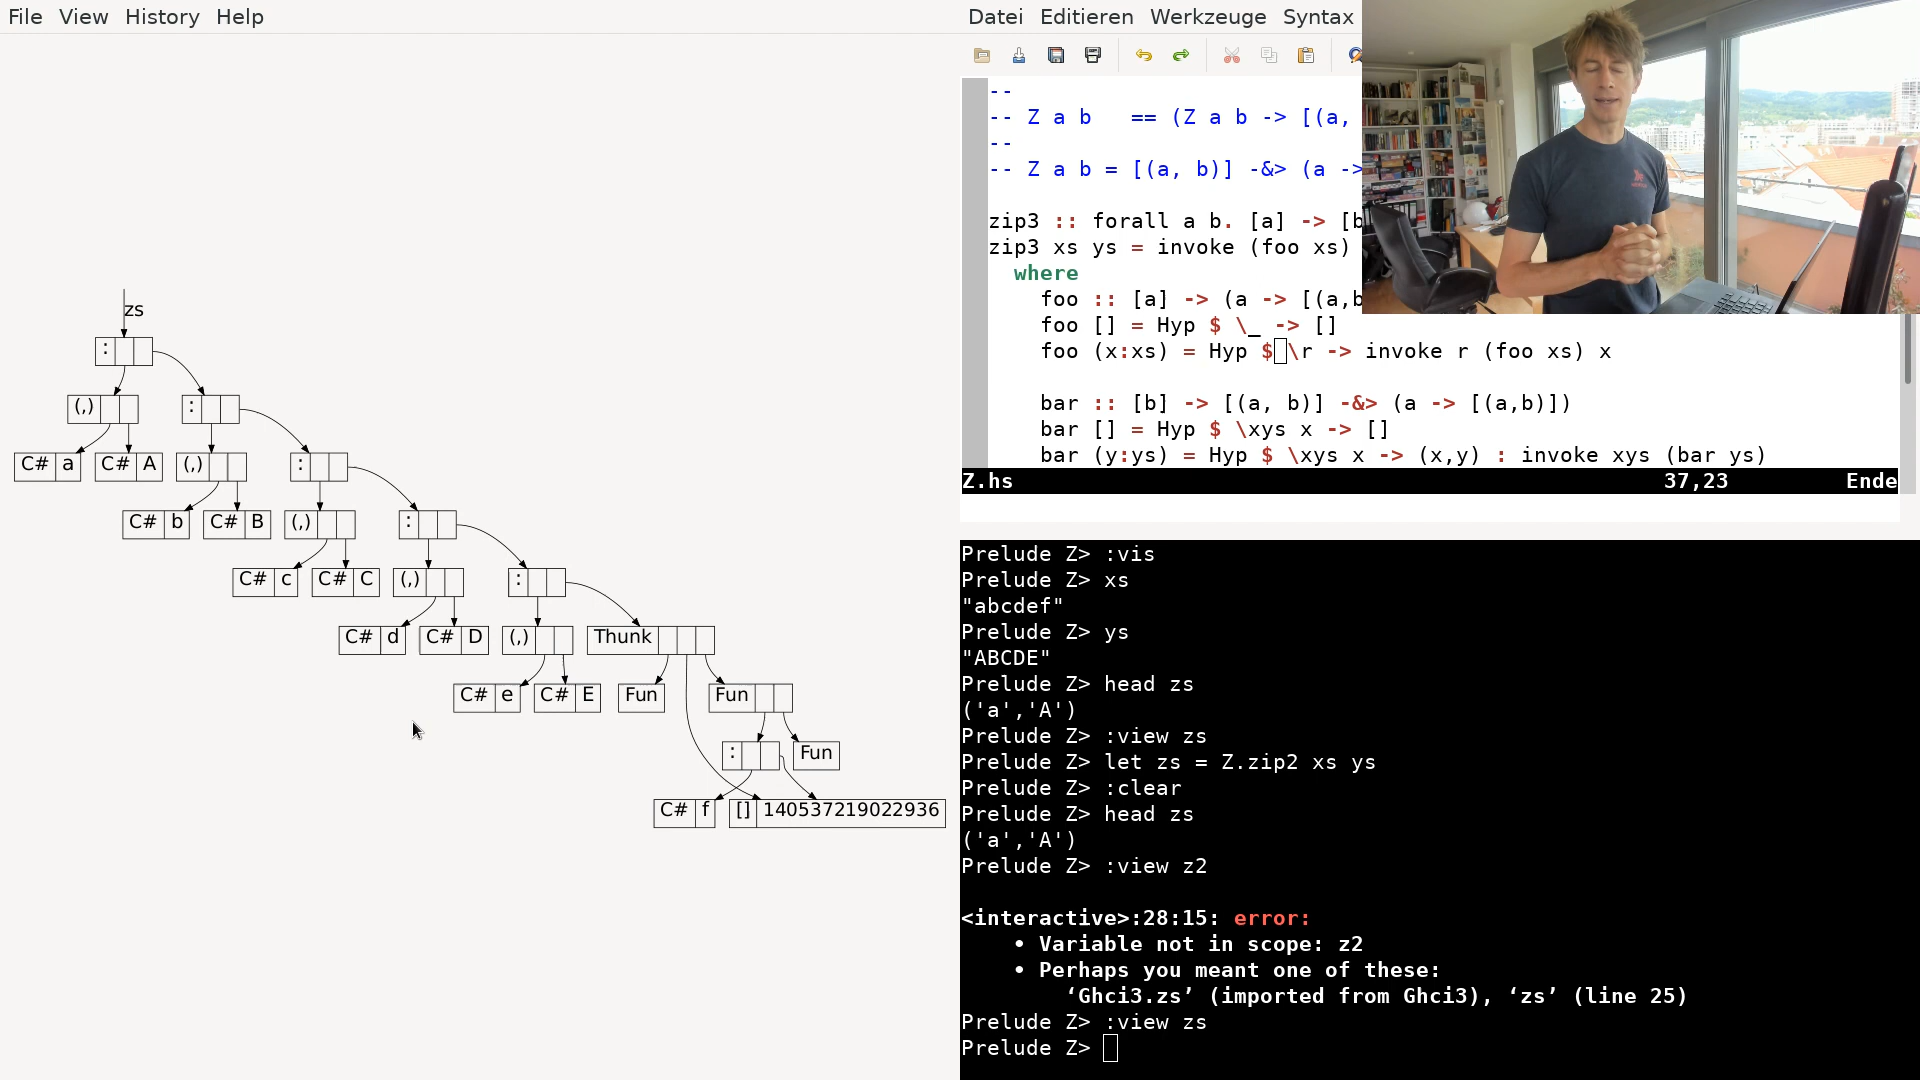 File View History Help
zs
:
(,) :
C# a C# A (,) :
C# b C# B (,) :
C# c C# C (,) :
C# d C# D (,) Thunk
C# e C# E Fun Fun
: Fun
C# f [] 140537219022936
Datei Editieren Werkzeuge Syntax
--
-- Z a b   == (Z a b -> [(a,
--
-- Z a b = [(a, b)] -&> (a ->
zip3 :: forall a b. [a] -> [b
zip3 xs ys = invoke (foo xs)
  where
    foo :: [a] -> (a -> [(a,b
    foo [] = Hyp $ \_ -> []
    foo (x:xs) = Hyp $ \r -> invoke r (foo xs) x
    bar :: [b] -> [(a, b)] -&> (a -> [(a,b)])
    bar [] = Hyp $ \xys x -> []
    bar (y:ys) = Hyp $ \xys x -> (x,y) : invoke xys (bar ys)
Z.hs 37,23 Ende
Prelude Z> :vis
Prelude Z> xs
"abcdef"
Prelude Z> ys
"ABCDE"
Prelude Z> head zs
('a','A')
Prelude Z> :view zs
Prelude Z> let zs = Z.zip2 xs ys
Prelude Z> :clear
Prelude Z> head zs
('a','A')
Prelude Z> :view z2
<interactive>:28:15: error:
    • Variable not in scope: z2
    • Perhaps you meant one of these:
        ‘Ghci3.zs’ (imported from Ghci3), ‘zs’ (line 25)
Prelude Z> :view zs
Prelude Z>